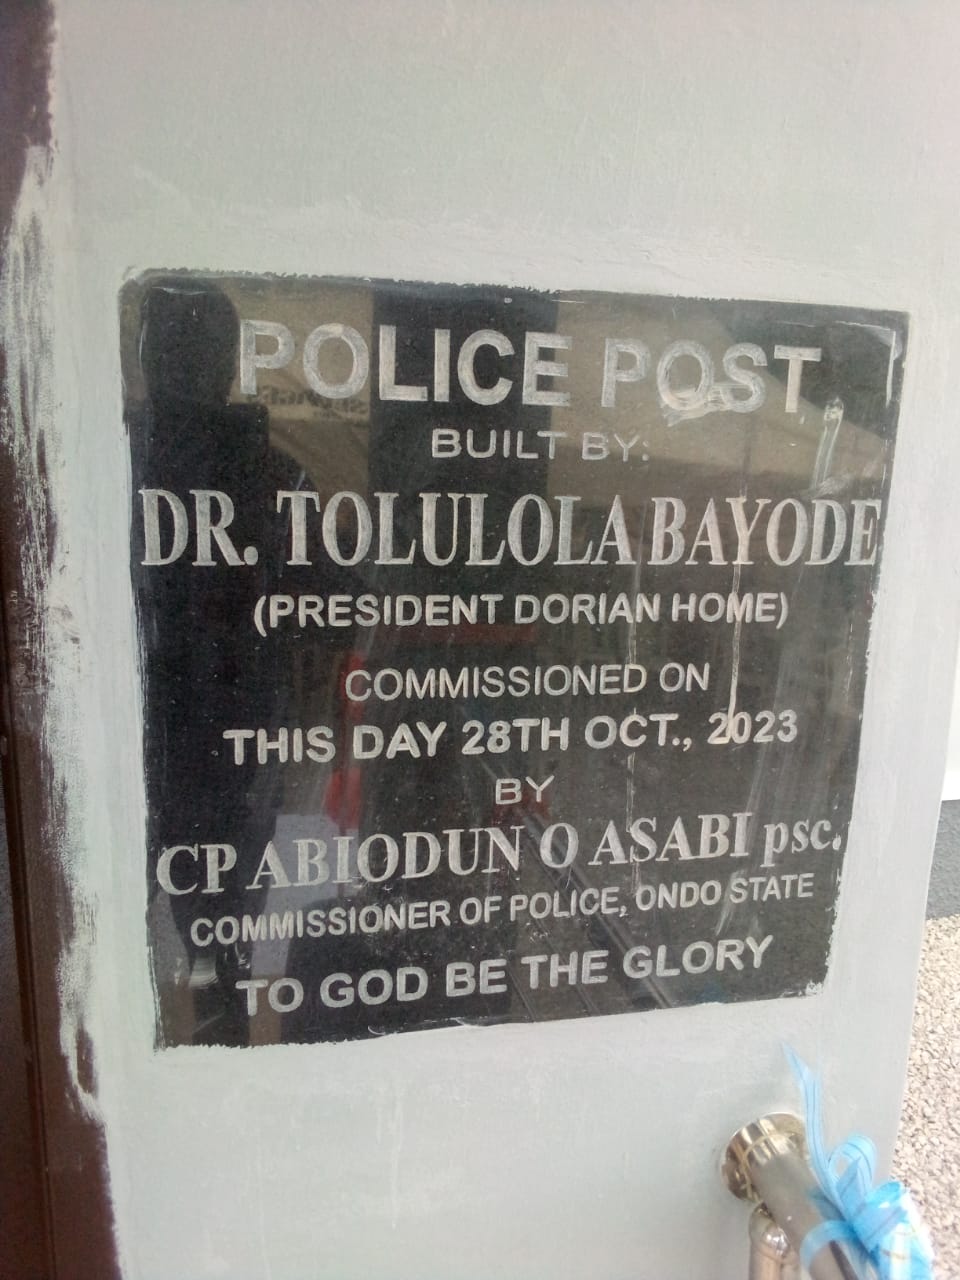 POLICE POST
BUILT BY:
DR. TOLULOLA BAYODE
(PRESIDENT DORIAN HOME)
COMMISSIONED ON
THIS DAY 28TH OCT., 2023
BY
CP ABIODUN O ASABI psc.
COMMISSIONER OF POLICE, ONDO STATE
TO GOD BE THE GLORY